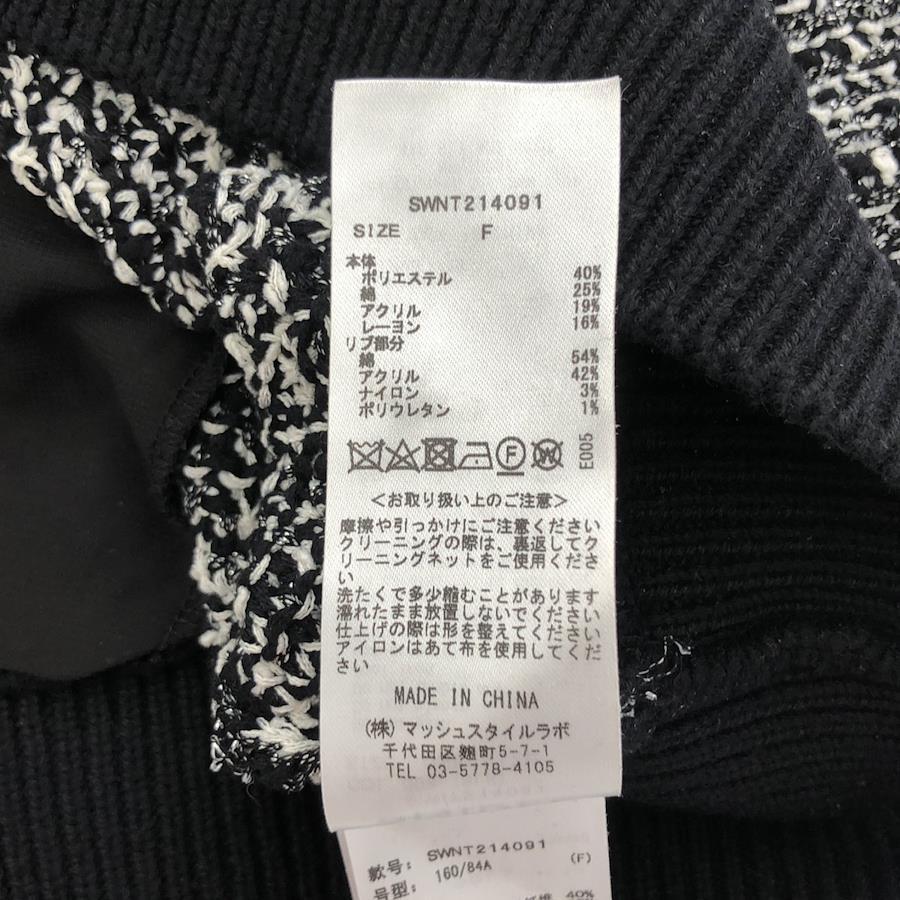 SWNT214091
SIZE F
本体
ポリエステル 40%
綿 25%
アクリル 19%
レーヨン 16%
リブ部分
綿 54%
アクリル 42%
ナイロン 3%
ポリウレタン 1%
F W E005
<お取り扱い上のご注意>
摩擦や引っかけにご注意ください
クリーニングの際は、裏返してク
リーニングネットをご使用くださ
い
洗たくで多少縮むことがあります
濡れたまま放置しないでください
仕上げの際は形を整えてください
アイロンはあて布を使用してくだ
さい
MADE IN CHINA
(株)マッシュスタイルラボ
千代田区麹町5-7-1
TEL 03-5778-4105
款号: SWNT214091
号型: 160/84A (F)
40%